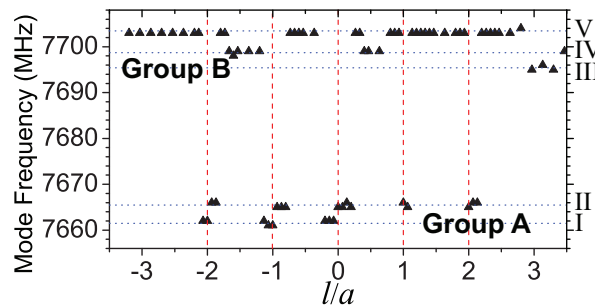 Mode Frequency (MHz)
7700
7690
7680
7670
7660
V
IV
III
II
I
Group B
Group A
-3 -2 -1 0 1 2 3
l/a